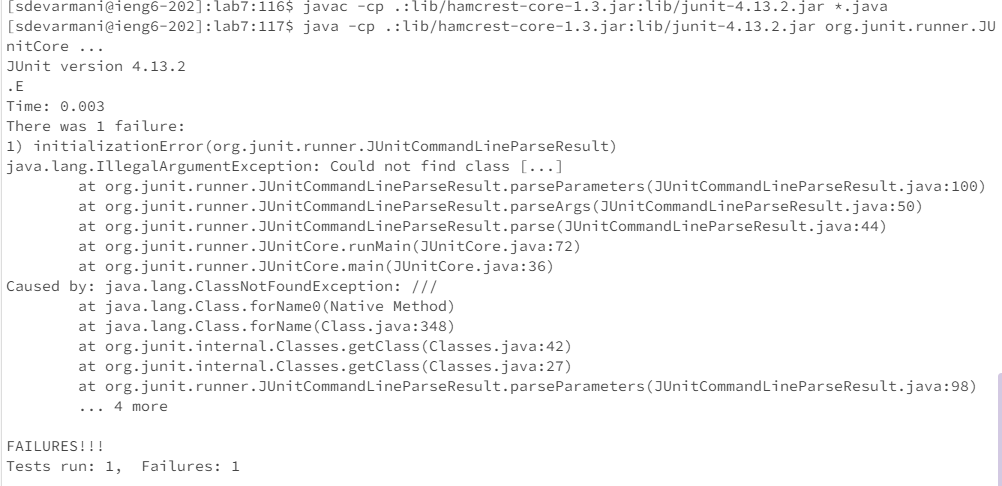 [sdevarmani@ieng6-202]:lab7:116$ javac -cp .:lib/hamcrest-core-1.3.jar:lib/junit-4.13.2.jar *.java
[sdevarmani@ieng6-202]:lab7:117$ java -cp .:lib/hamcrest-core-1.3.jar:lib/junit-4.13.2.jar org.junit.runner.JU
nitCore ...
JUnit version 4.13.2
.E
Time: 0.003
There was 1 failure:
1) initializationError(org.junit.runner.JUnitCommandLineParseResult)
java.lang.IllegalArgumentException: Could not find class [...]
        at org.junit.runner.JUnitCommandLineParseResult.parseParameters(JUnitCommandLineParseResult.java:100)
        at org.junit.runner.JUnitCommandLineParseResult.parseArgs(JUnitCommandLineParseResult.java:50)
        at org.junit.runner.JUnitCommandLineParseResult.parse(JUnitCommandLineParseResult.java:44)
        at org.junit.runner.JUnitCore.runMain(JUnitCore.java:72)
        at org.junit.runner.JUnitCore.main(JUnitCore.java:36)
Caused by: java.lang.ClassNotFoundException: ///
        at java.lang.Class.forName0(Native Method)
        at java.lang.Class.forName(Class.java:348)
        at org.junit.internal.Classes.getClass(Classes.java:42)
        at org.junit.internal.Classes.getClass(Classes.java:27)
        at org.junit.runner.JUnitCommandLineParseResult.parseParameters(JUnitCommandLineParseResult.java:98)
        ... 4 more

FAILURES!!!
Tests run: 1,  Failures: 1